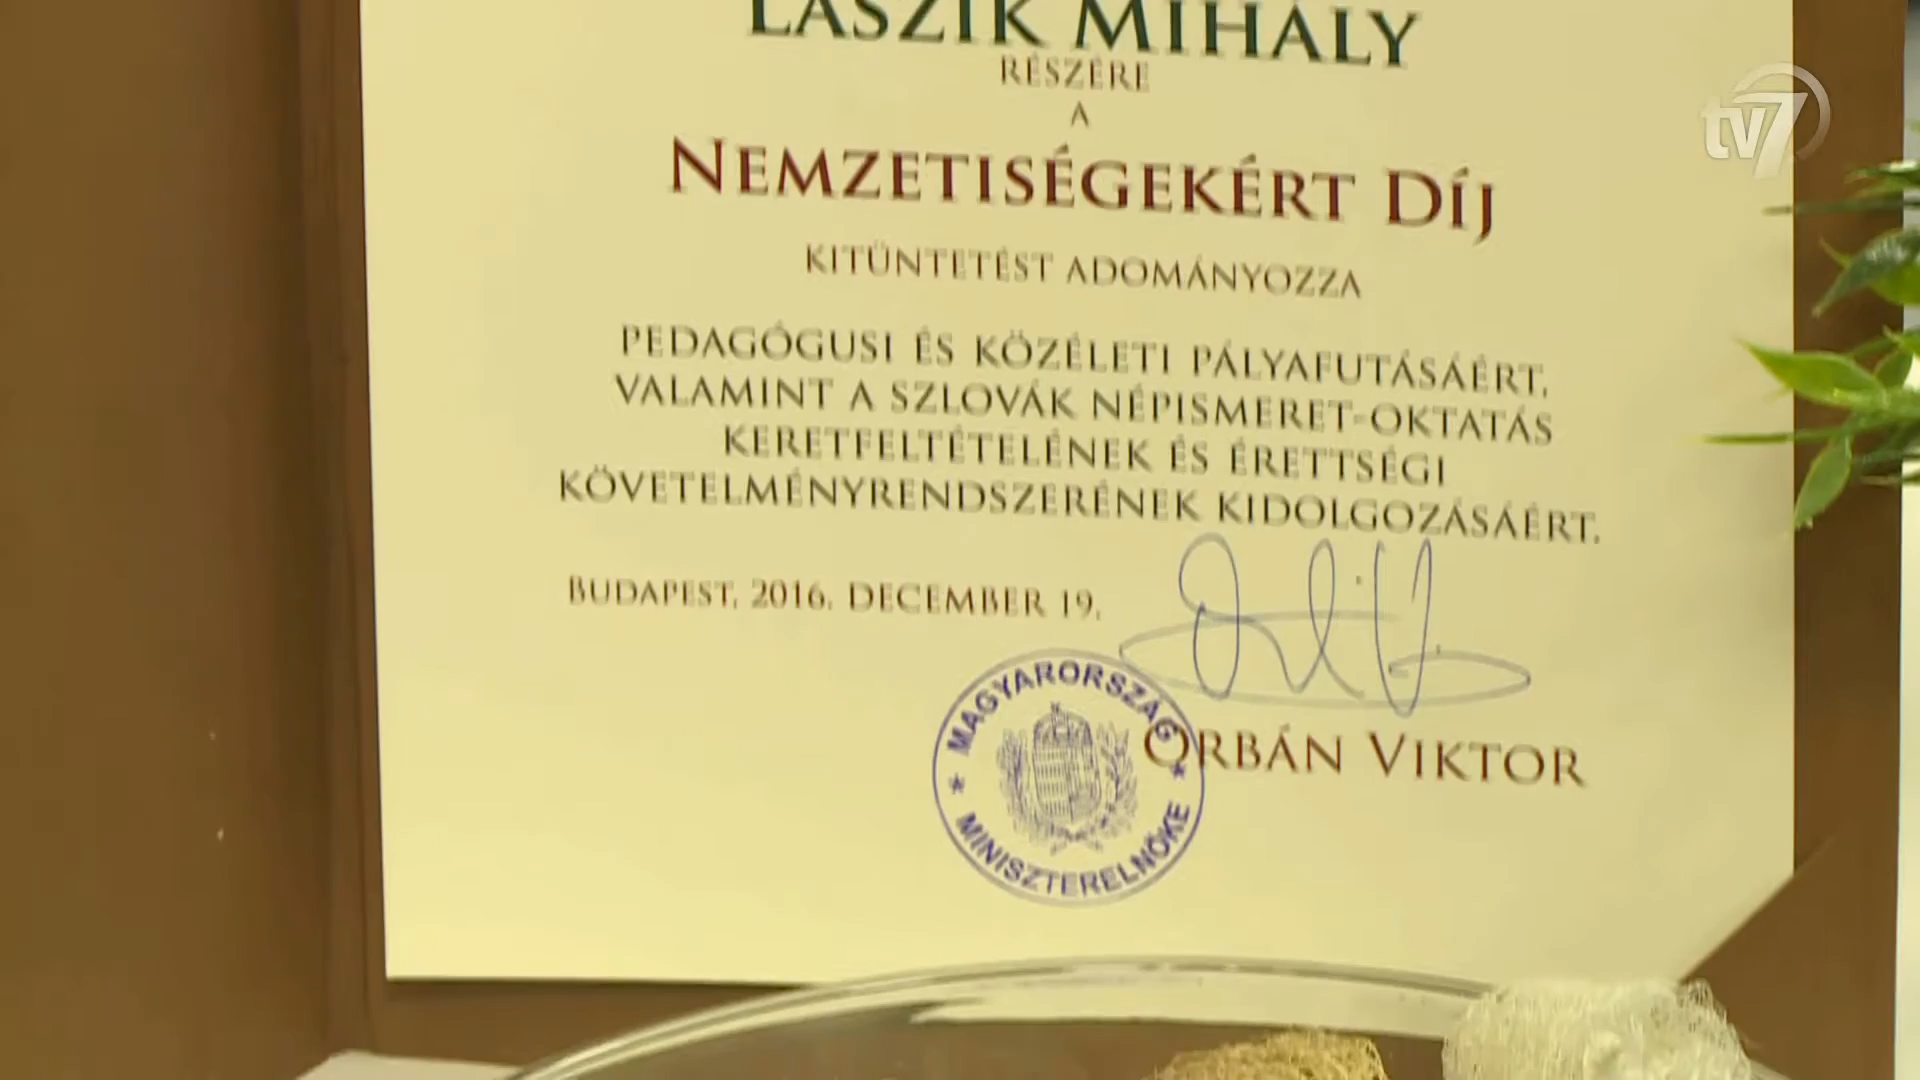 LÁSZIK MIHÁLY
RÉSZÉRE
A
NEMZETISÉGEKÉRT DÍJ
KITÜNTETÉST ADOMÁNYOZZA
PEDAGÓGUSI ÉS KÖZÉLETI PÁLYAFUTÁSÁÉRT,
VALAMINT A SZLOVÁK NÉPISMERET-OKTATÁS
KERETFELTÉTELÉNEK ÉS ÉRETTSÉGI
KÖVETELMÉNYRENDSZERÉNEK KIDOLGOZÁSÁÉRT.
BUDAPEST, 2016. DECEMBER 19.
ORBÁN VIKTOR
MAGYARORSZÁG
MINISZTERELNÖKE
tv7